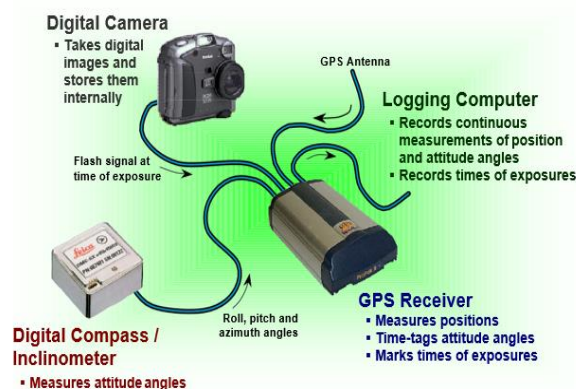 Digital Camera
▪ Takes digital
images and
stores them
internally
GPS Antenna
Logging Computer
▪ Records continuous
measurements of position
and attitude angles
▪ Records times of exposures
Flash signal at
time of exposure
Leica
Roll, pitch and
azimuth angles
GPS Receiver
▪ Measures positions
▪ Time-tags attitude angles
▪ Marks times of exposures
Digital Compass /
Inclinometer
▪ Measures attitude angles